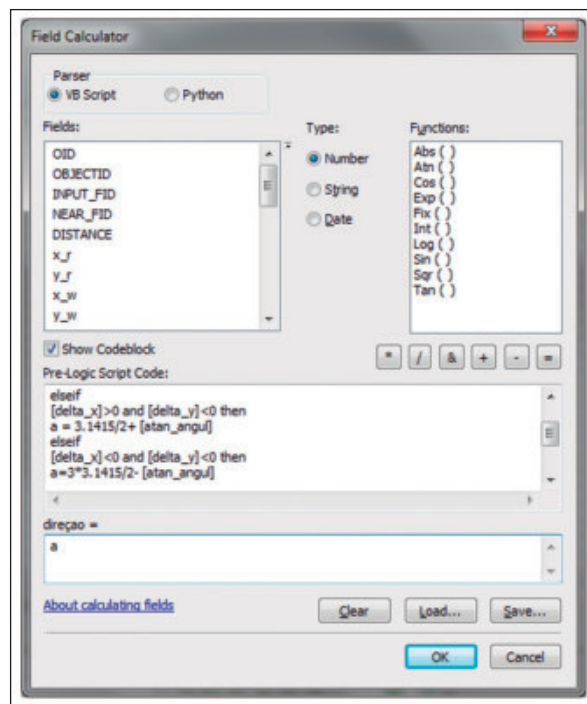 Field Calculator
x
Parser
VB Script Python
Fields:
OID
OBJECTID
INPUT_FID
NEAR_FID
DISTANCE
x_r
y_r
x_w
y_w
Type:
Number
String
Date
Functions:
Abs ( )
Atn ( )
Cos ( )
Exp ( )
Fix ( )
Int ( )
Log ( )
Sin ( )
Sqr ( )
Tan ( )
Show Codeblock
* / & + - =
Pre-Logic Script Code:
elseif
[delta_x]>0 and [delta_y]<0 then
a = 3.1415/2+ [atan_angul]
elseif
[delta_x]<0 and [delta_y]<0 then
a=3*3.1415/2- [atan_angul]
direçao =
a
About calculating fields
Clear Load... Save...
OK Cancel